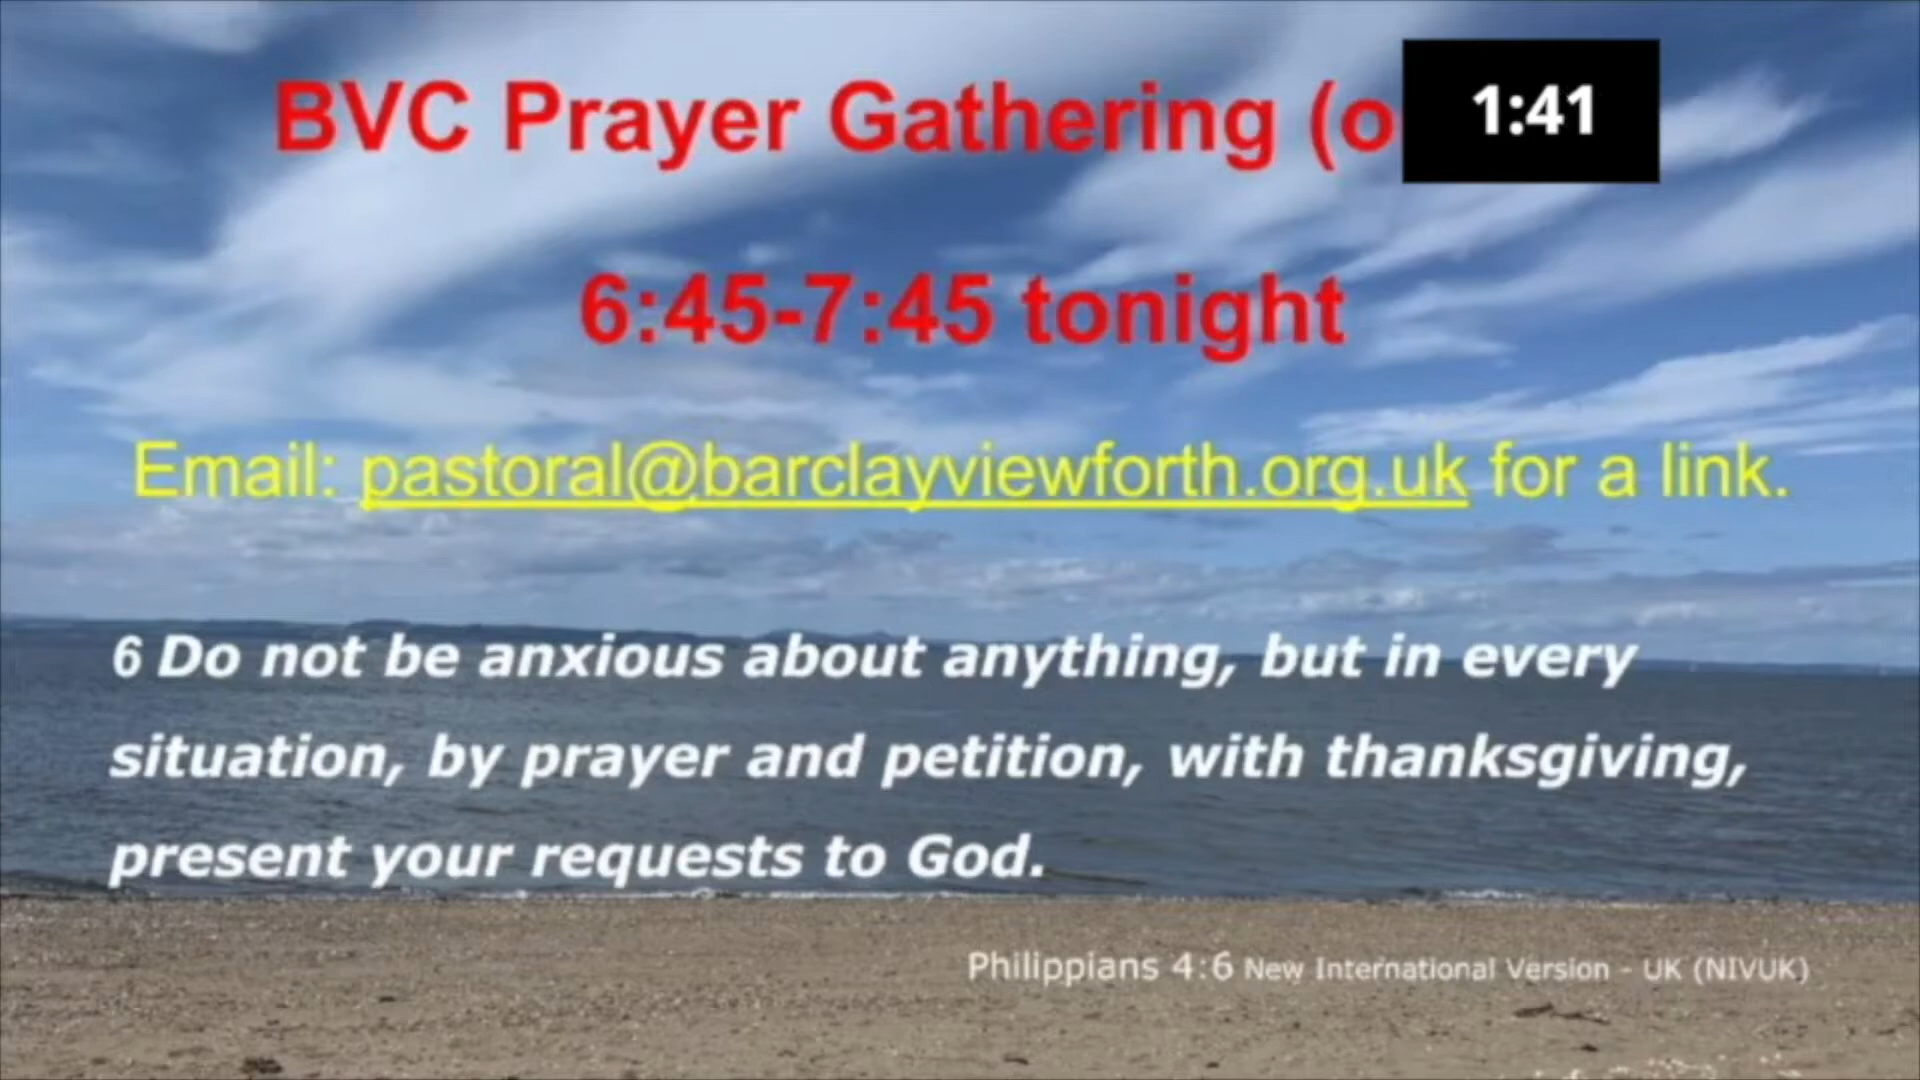 BVC Prayer Gathering (o
1:41
6:45-7:45 tonight
Email: pastoral@barclayviewforth.org.uk for a link.
6 Do not be anxious about anything, but in every
situation, by prayer and petition, with thanksgiving,
present your requests to God.
Philippians 4:6 New International Version - UK (NIVUK)